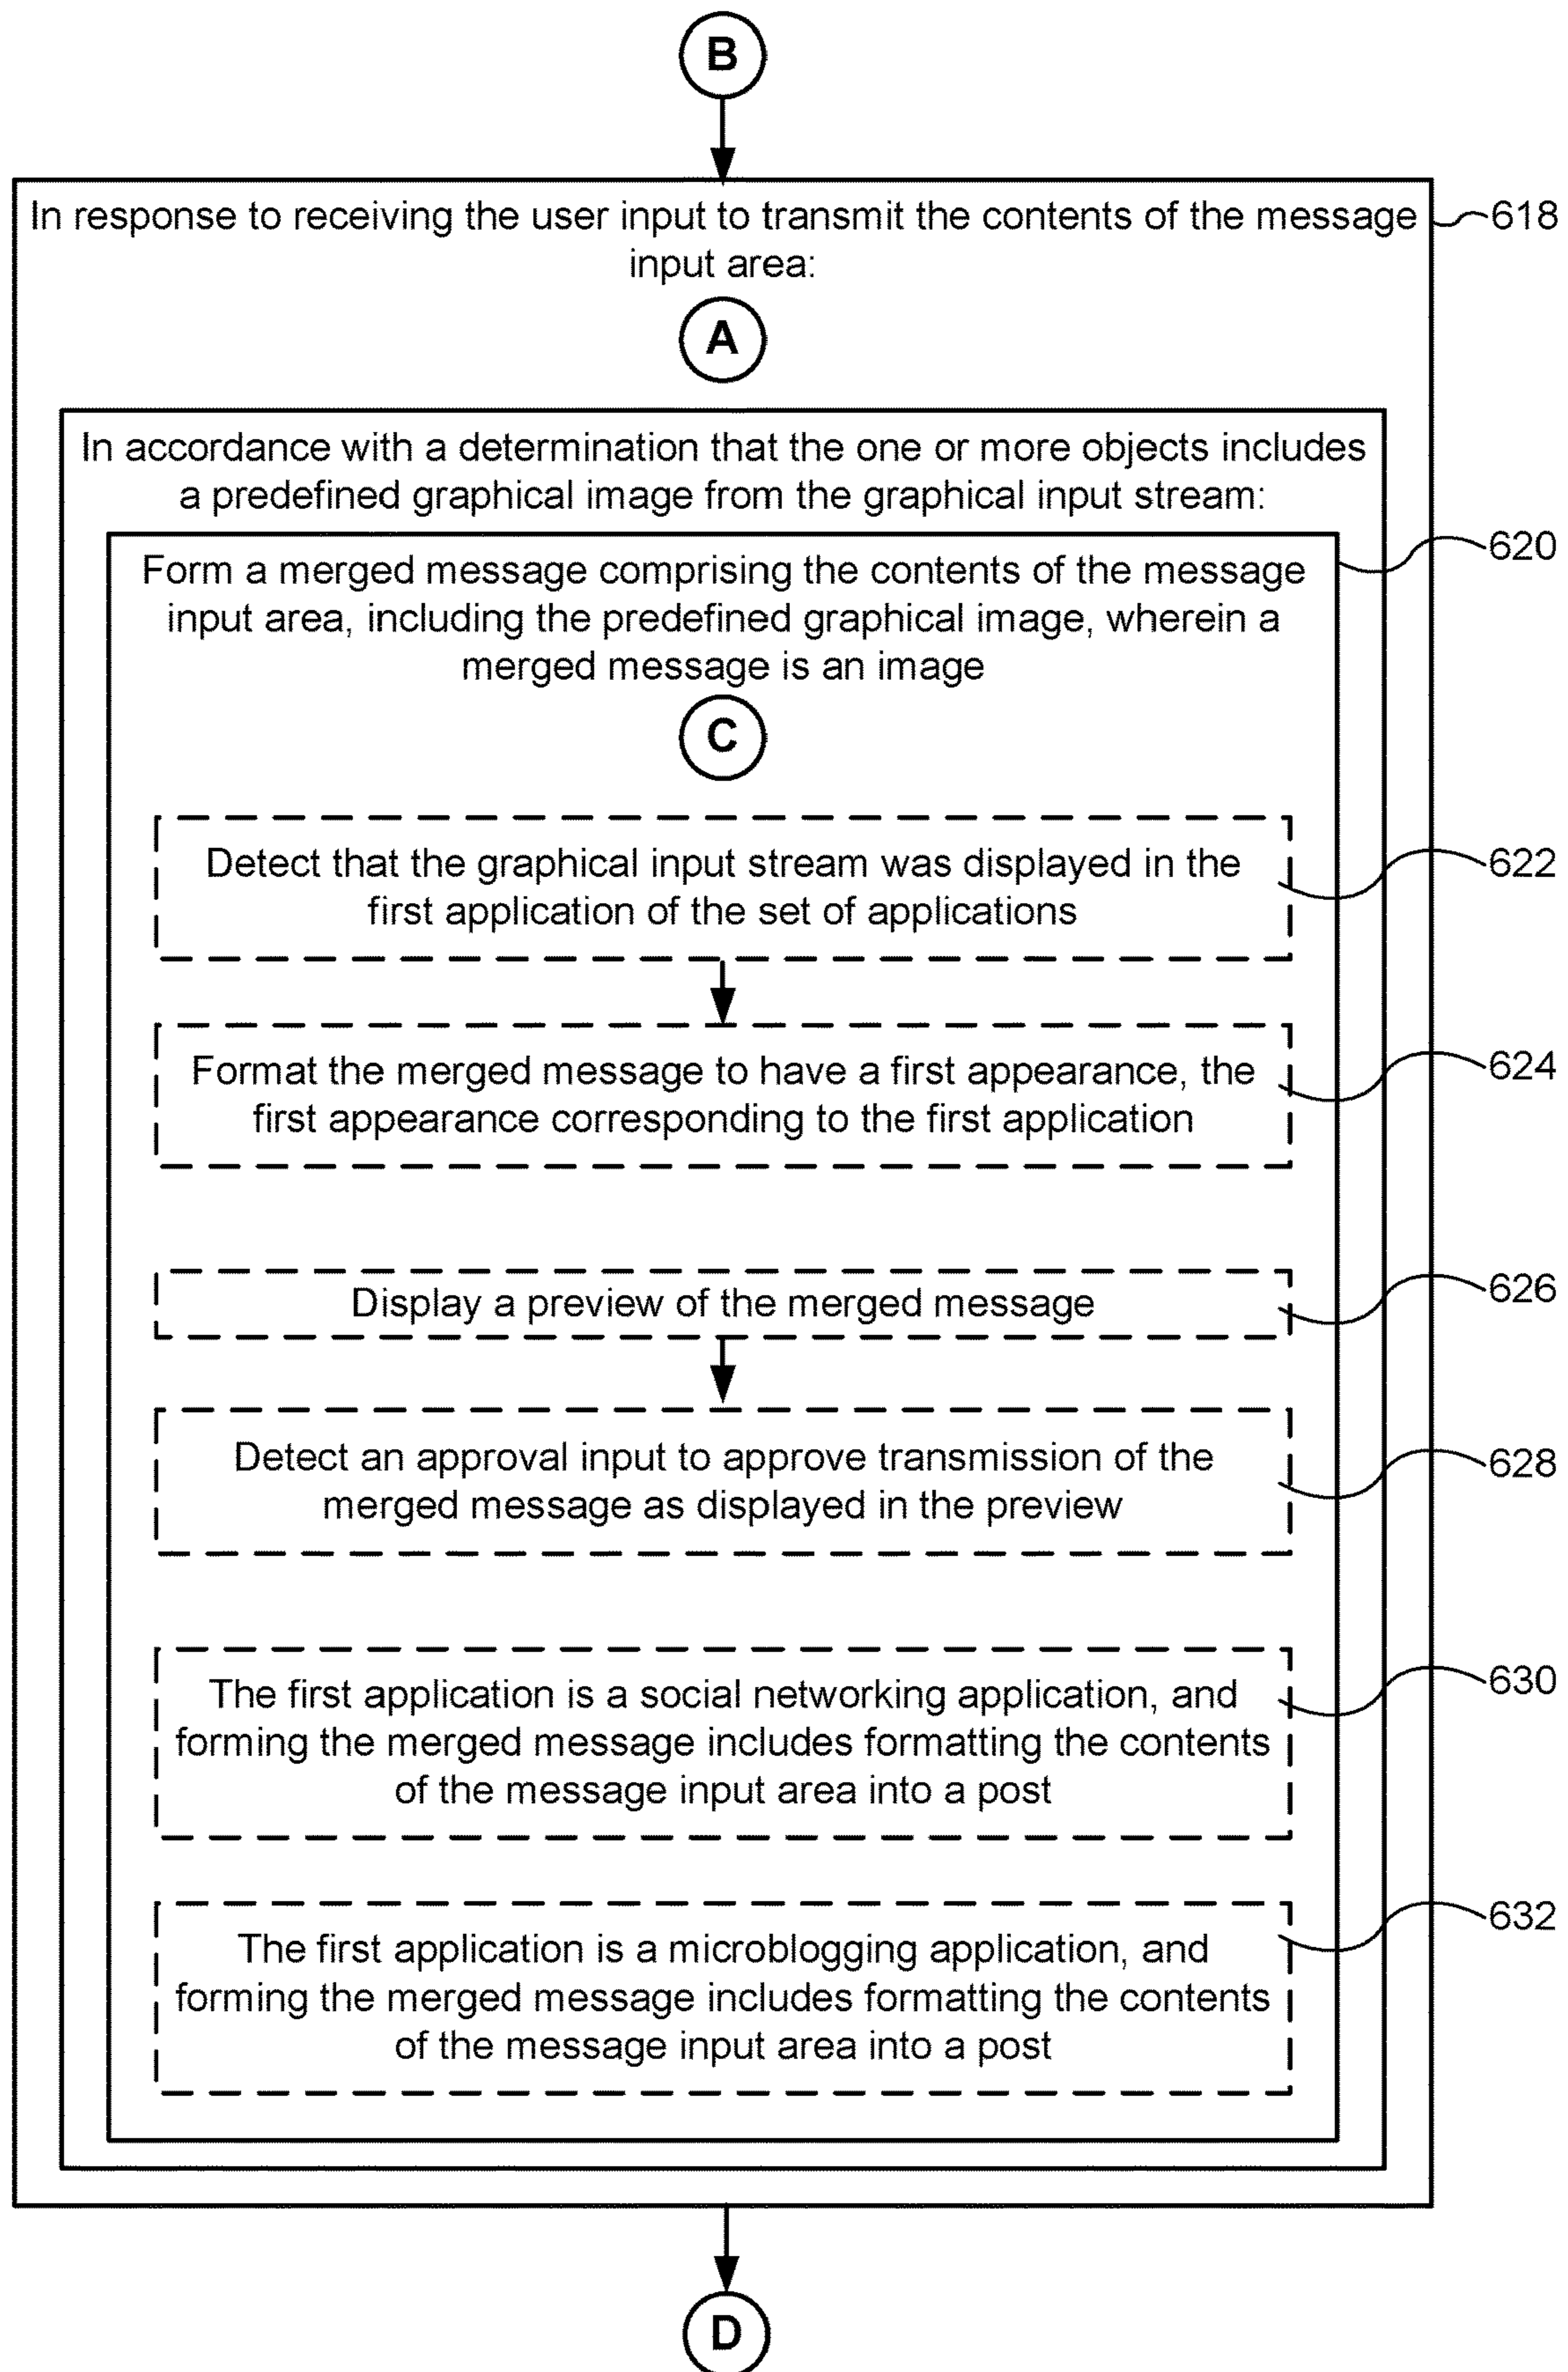 B
In response to receiving the user input to transmit the contents of the message
input area:
618
A
In accordance with a determination that the one or more objects includes
a predefined graphical image from the graphical input stream:
Form a merged message comprising the contents of the message
input area, including the predefined graphical image, wherein a
merged message is an image
620
C
Detect that the graphical input stream was displayed in the
first application of the set of applications
622
Format the merged message to have a first appearance, the
first appearance corresponding to the first application
624
Display a preview of the merged message
626
Detect an approval input to approve transmission of the
merged message as displayed in the preview
628
The first application is a social networking application, and
forming the merged message includes formatting the contents
of the message input area into a post
630
The first application is a microblogging application, and
forming the merged message includes formatting the contents
of the message input area into a post
632
D